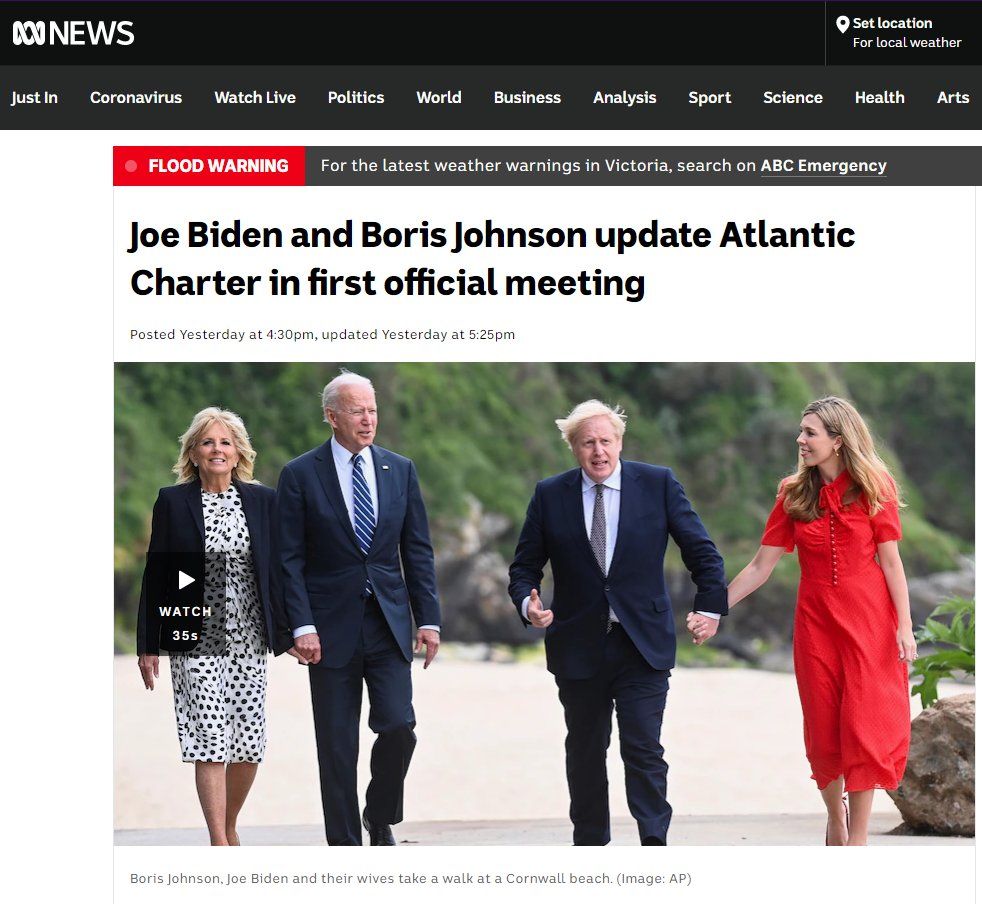 NEWS
Set location
For local weather
Just In Coronavirus Watch Live Politics World Business Analysis Sport Science Health Arts
FLOOD WARNING For the latest weather warnings in Victoria, search on ABC Emergency
Joe Biden and Boris Johnson update Atlantic
Charter in first official meeting
Posted Yesterday at 4:30pm, updated Yesterday at 5:25pm
WATCH
35s
Boris Johnson, Joe Biden and their wives take a walk at a Cornwall beach. (Image: AP)